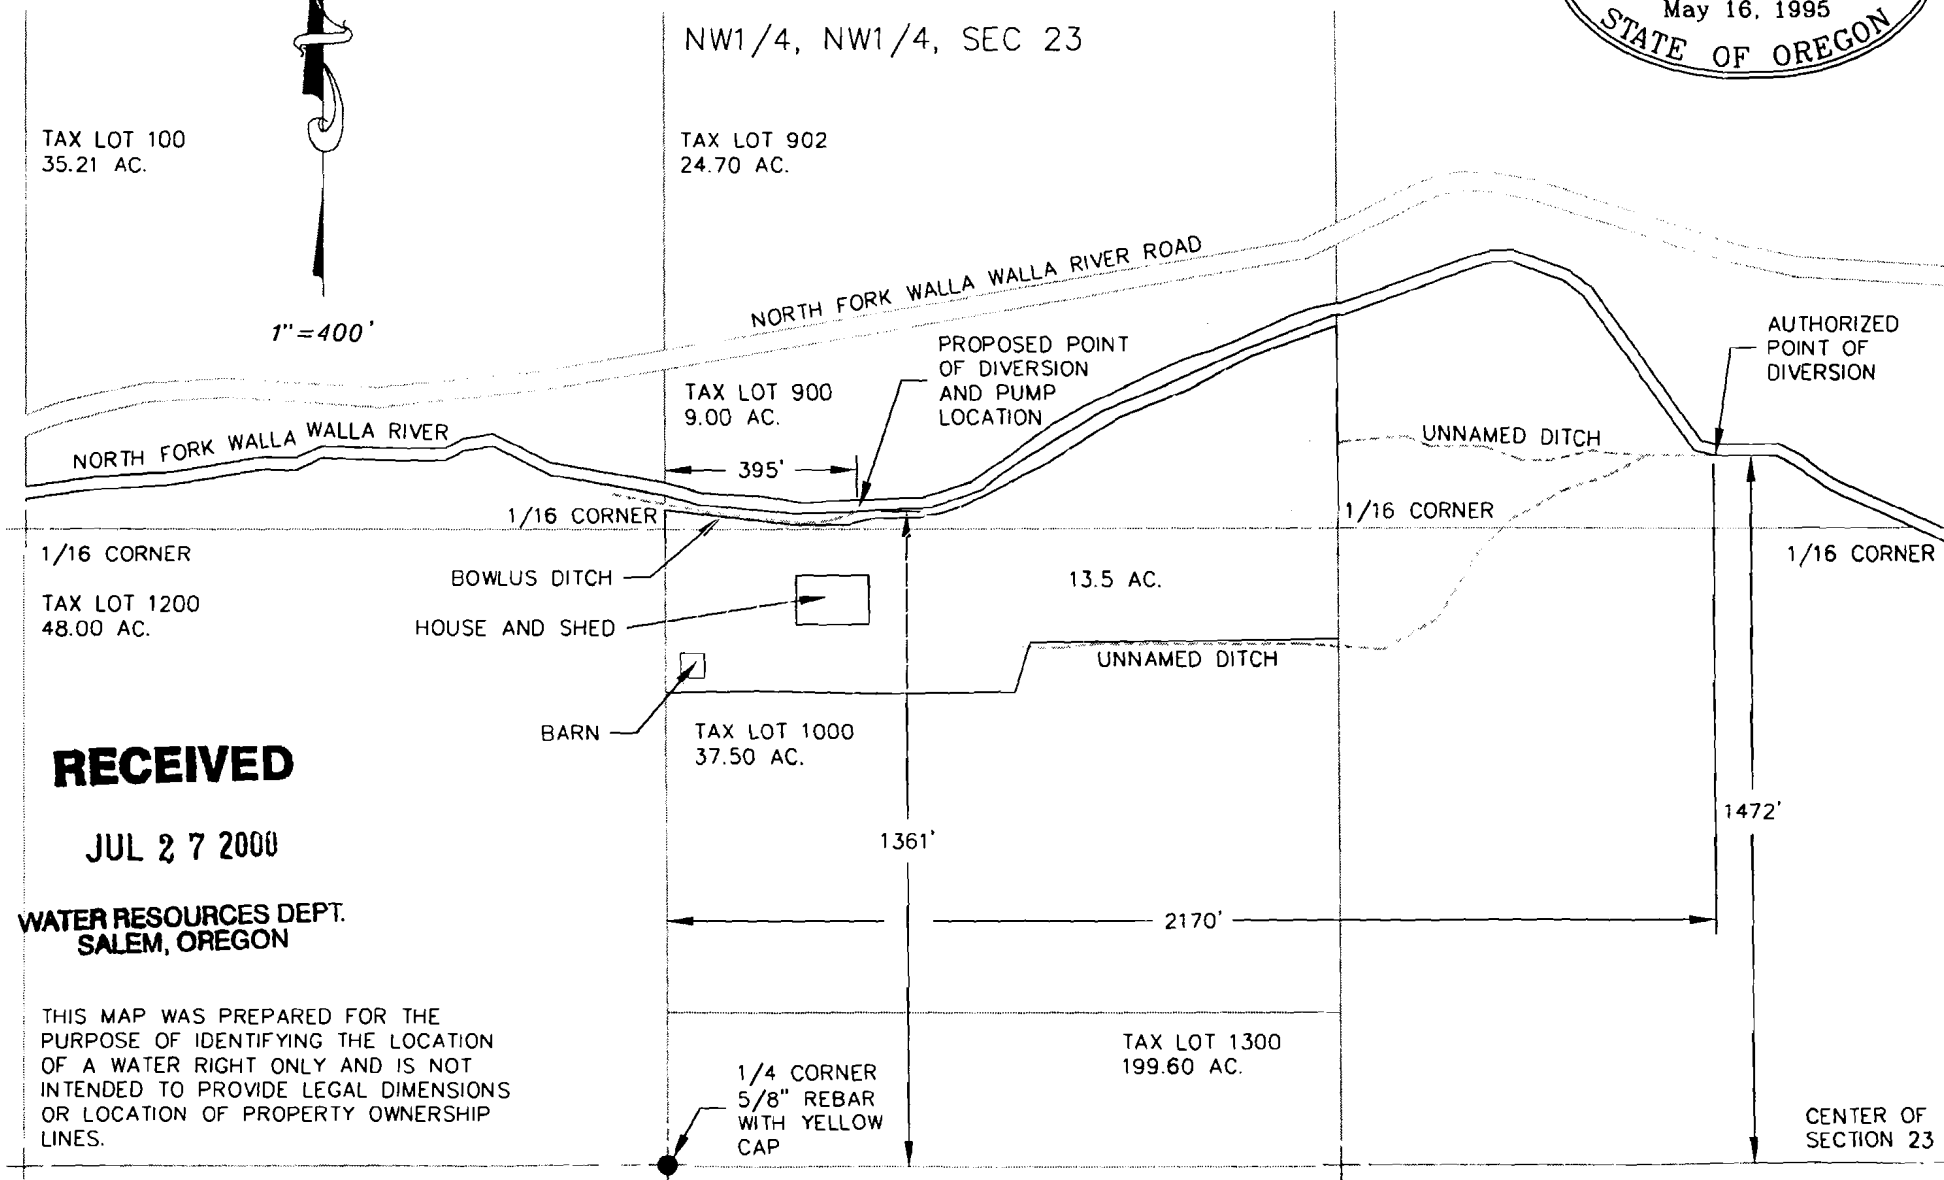 May 16, 1995
STATE OF OREGON
NW1/4, NW1/4, SEC 23
TAX LOT 100
35.21 AC.
TAX LOT 902
24.70 AC.
1"=400'
NORTH FORK WALLA WALLA RIVER ROAD
AUTHORIZED
POINT OF
DIVERSION
PROPOSED POINT
OF DIVERSION
AND PUMP
LOCATION
TAX LOT 900
9.00 AC.
NORTH FORK WALLA WALLA RIVER
UNNAMED DITCH
395'
1/16 CORNER
1/16 CORNER
1/16 CORNER
1/16 CORNER
BOWLUS DITCH
13.5 AC.
TAX LOT 1200
48.00 AC.
HOUSE AND SHED
UNNAMED DITCH
BARN
TAX LOT 1000
37.50 AC.
RECEIVED
JUL 27 2000
WATER RESOURCES DEPT.
SALEM, OREGON
1361'
1472'
2170'
THIS MAP WAS PREPARED FOR THE
PURPOSE OF IDENTIFYING THE LOCATION
OF A WATER RIGHT ONLY AND IS NOT
INTENDED TO PROVIDE LEGAL DIMENSIONS
OR LOCATION OF PROPERTY OWNERSHIP
LINES.
TAX LOT 1300
199.60 AC.
1/4 CORNER
5/8" REBAR
WITH YELLOW
CAP
CENTER OF
SECTION 23